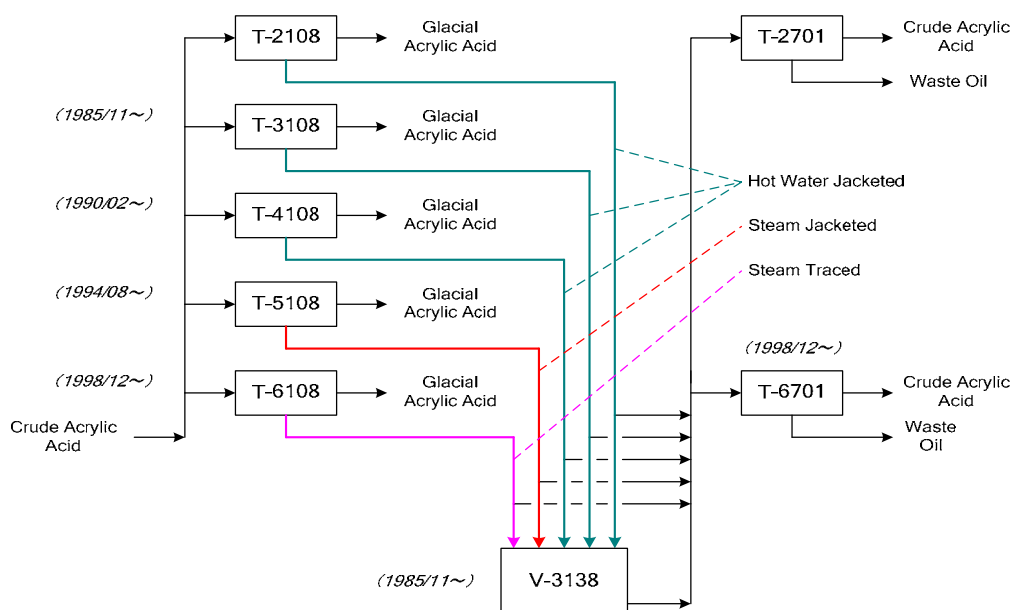 T-2108
Glacial
Acrylic Acid
T-2701
Crude Acrylic
Acid
Waste Oil
(1985/11～)
T-3108
Glacial
Acrylic Acid
Hot Water Jacketed
(1990/02～)
T-4108
Glacial
Acrylic Acid
Steam Jacketed
Steam Traced
(1994/08～)
T-5108
Glacial
Acrylic Acid
(1998/12～)
(1998/12～)
T-6108
Glacial
Acrylic Acid
T-6701
Crude Acrylic
Acid
Crude Acrylic
Acid
Waste
Oil
(1985/11～)
V-3138